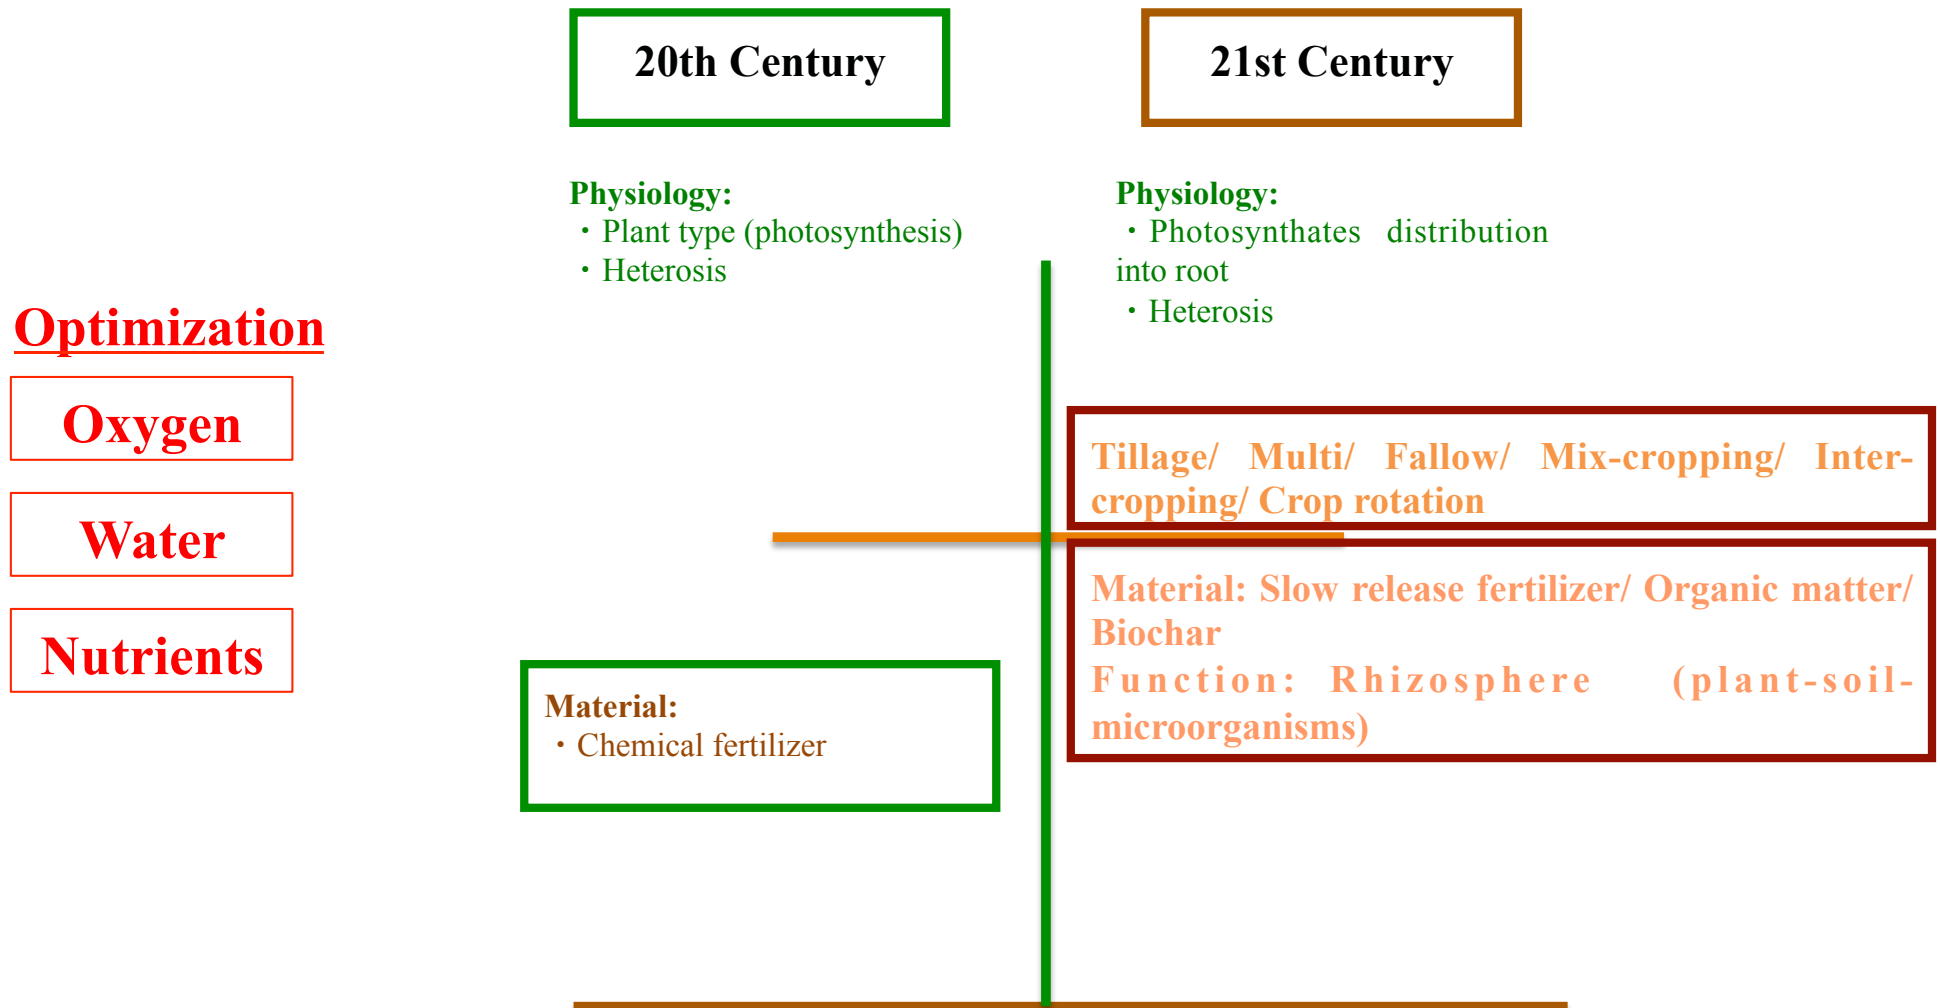 20th Century
21st Century
Physiology:
・Plant type (photosynthesis)
・Heterosis
Physiology:
・Photosynthates distribution
into root
・Heterosis
Optimization
Oxygen
Water
Nutrients
Tillage/ Multi/ Fallow/ Mix-cropping/ Inter-
cropping/ Crop rotation
Material: Slow release fertilizer/ Organic matter/
Biochar
Function: Rhizosphere (plant-soil-
microorganisms)
Material:
・Chemical fertilizer